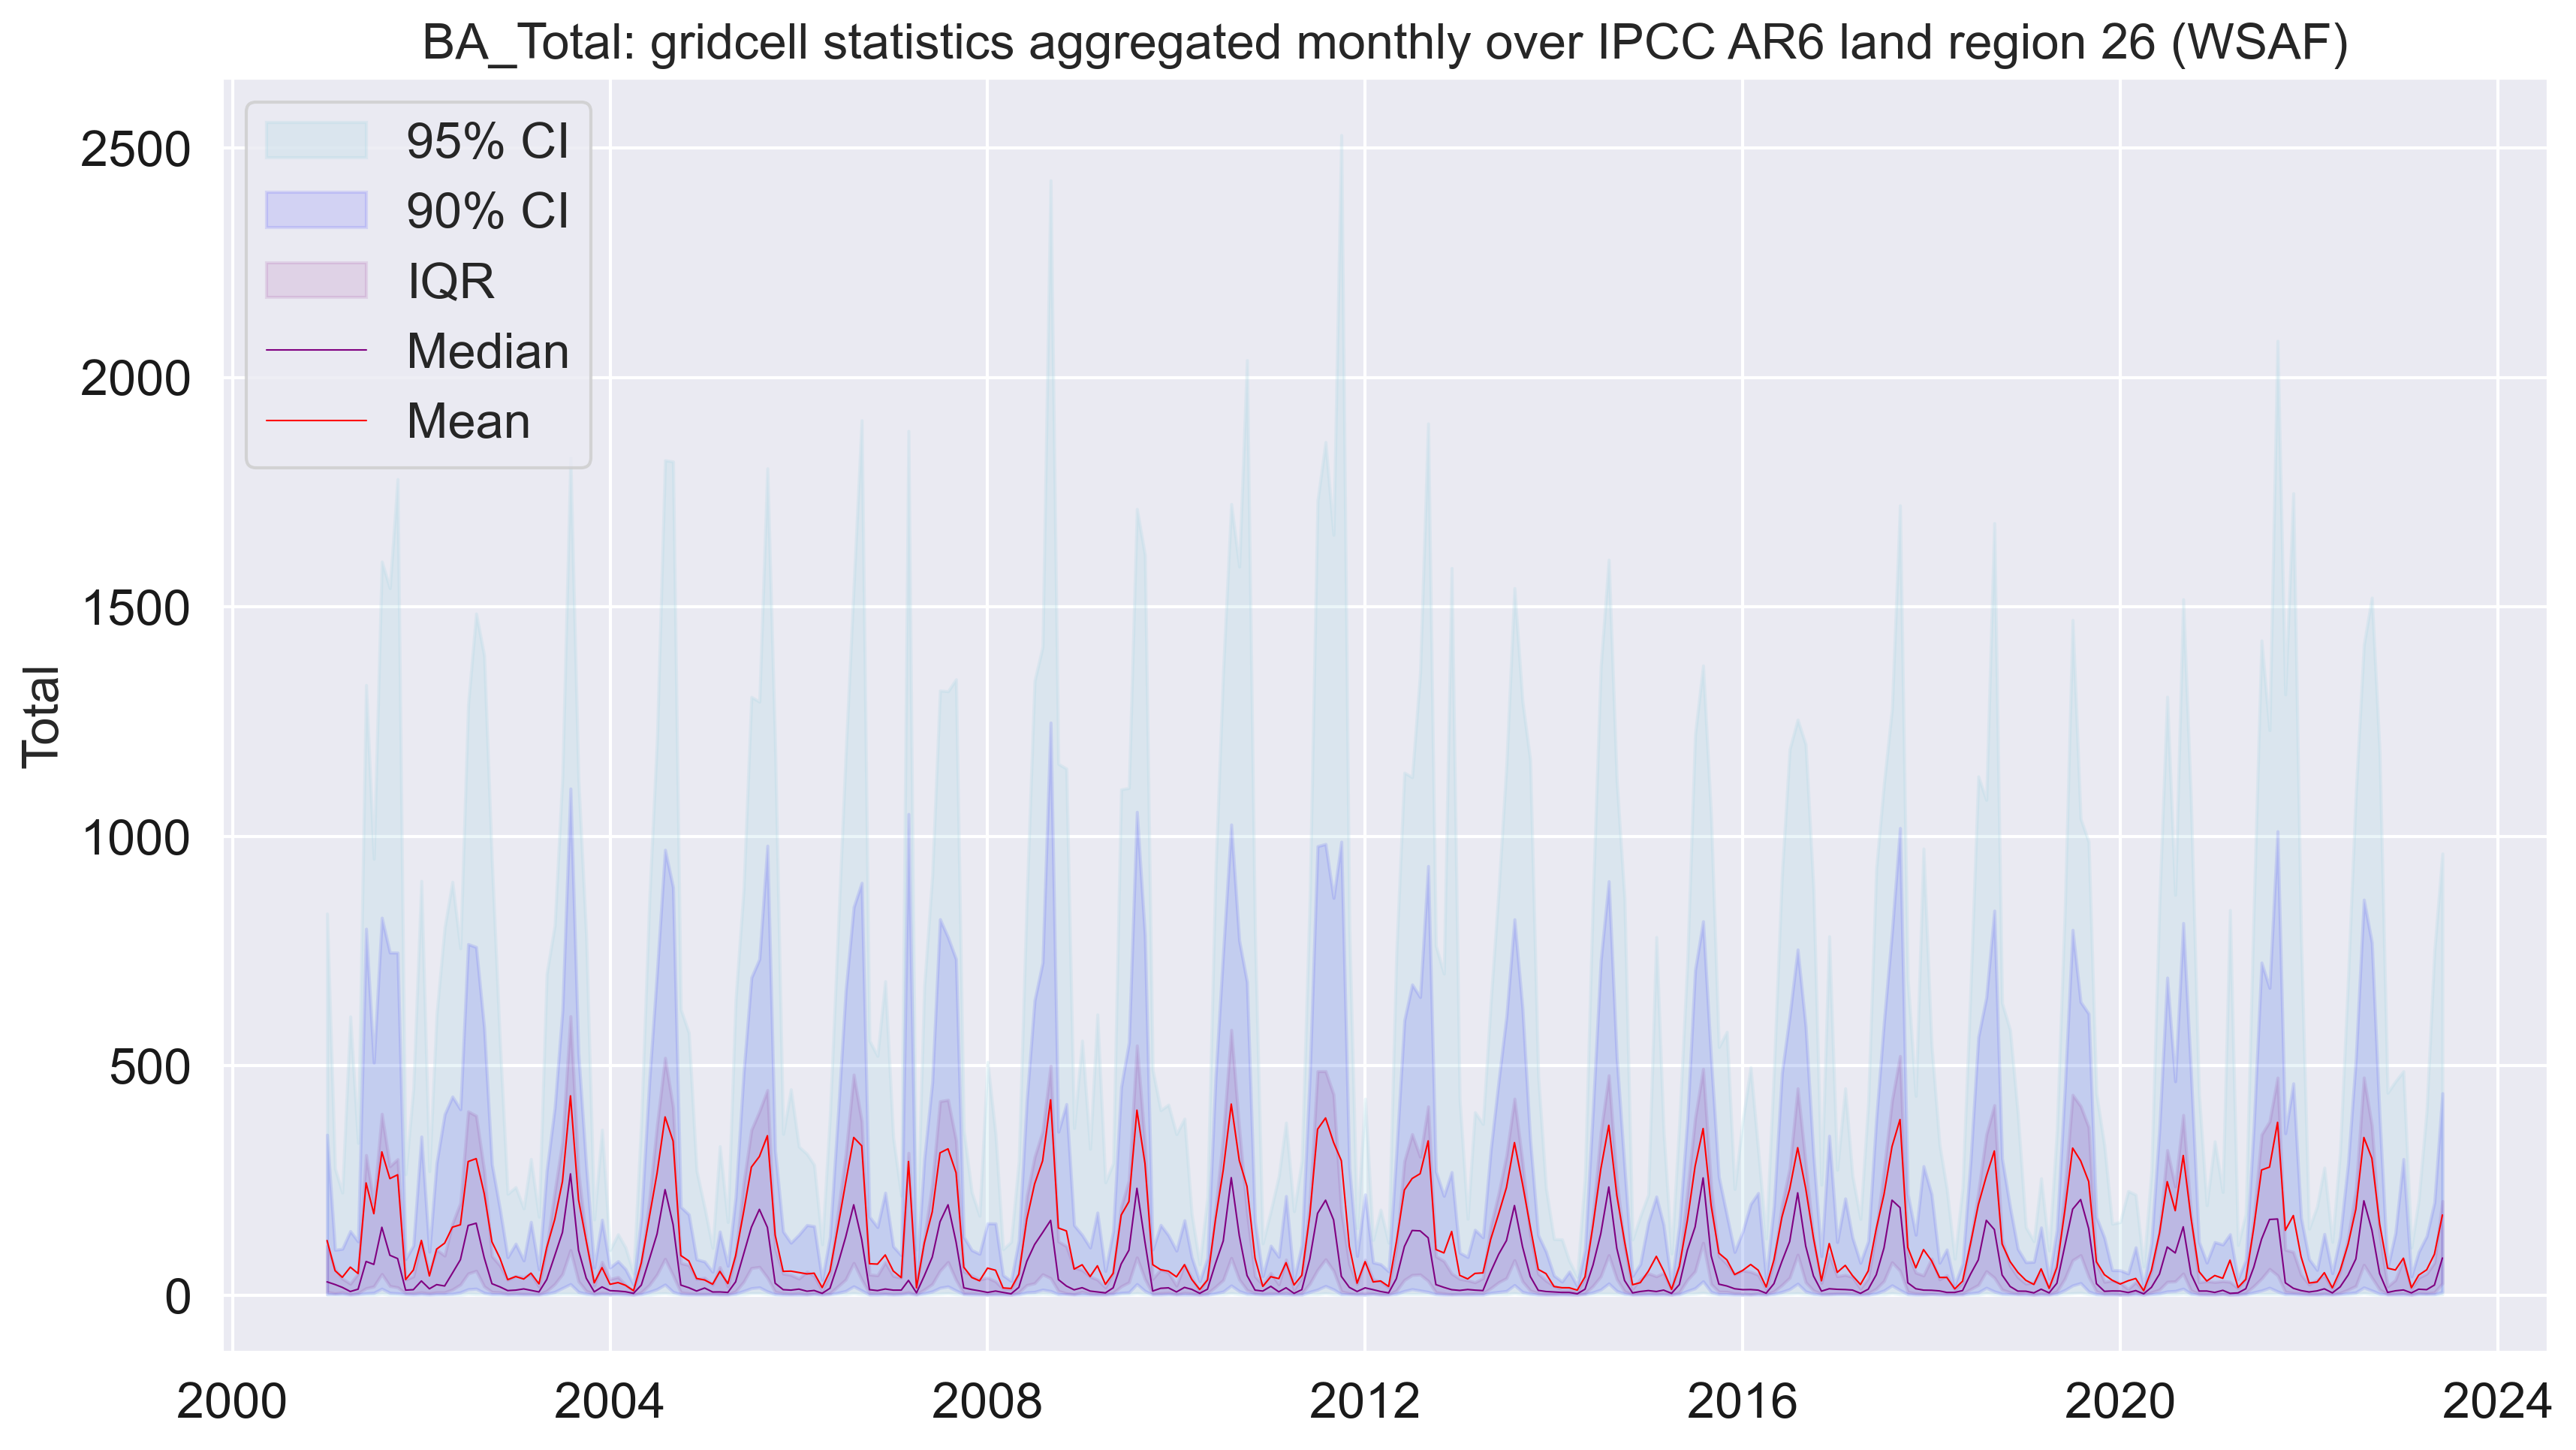 BA_Total: gridcell statistics aggregated monthly over IPCC AR6 land region 26 (WSAF)
95% CI
90% CI
IQR
Median
Mean
2500
2000
1500
1000
500
0
Total
2000 2004 2008 2012 2016 2020 2024